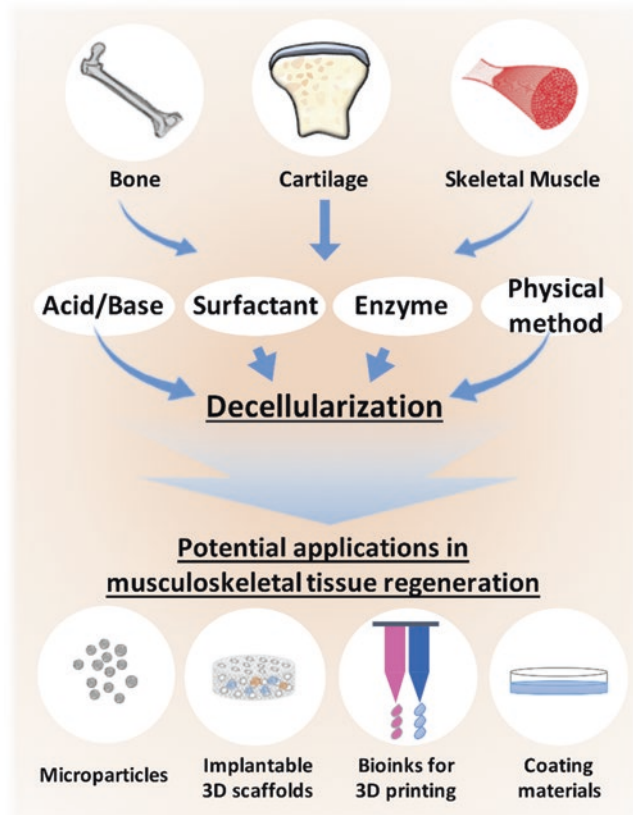 Bone
Cartilage
Skeletal Muscle
Acid/Base
Surfactant
Enzyme
Physical
method
Decellularization
Potential applications in
musculoskeletal tissue regeneration
Microparticles
Implantable
3D scaffolds
Bioinks for
3D printing
Coating
materials